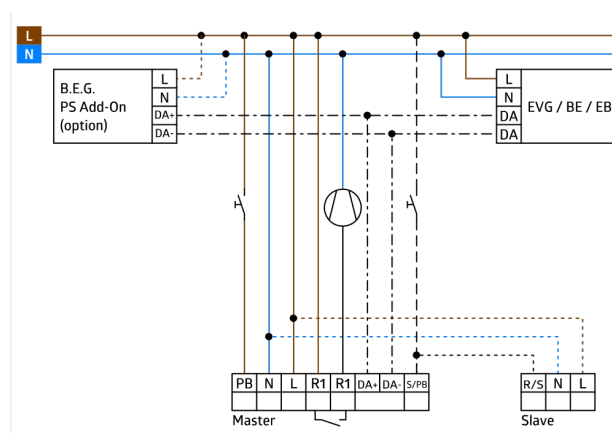 L
N
B.E.G.
PS Add-On
(option)
L
N
DA+
DA-
L
N
DA
DA
EVG / BE / EB
PB N L R1 R1 DA+ DA- S/PB
Master
R/S N L
Slave